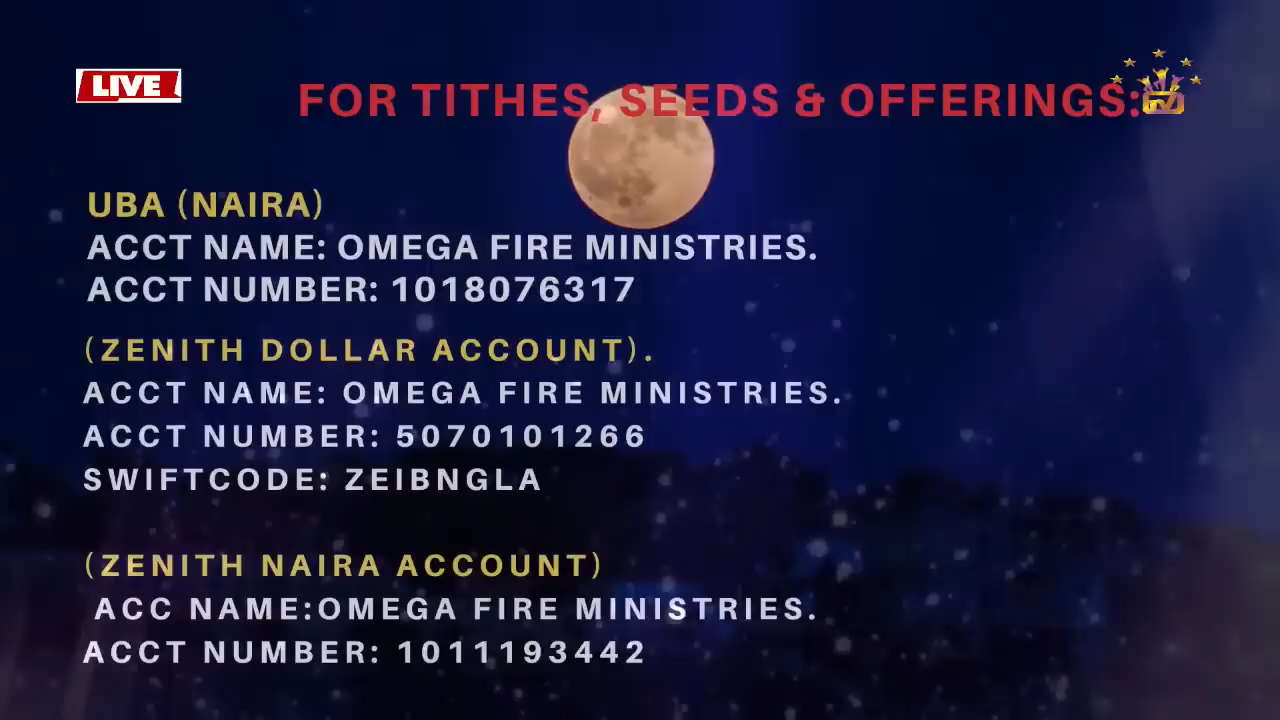 LIVE
FOR TITHES, SEEDS & OFFERINGS:
UBA (NAIRA)
ACCT NAME: OMEGA FIRE MINISTRIES.
ACCT NUMBER: 1018076317
(ZENITH DOLLAR ACCOUNT).
ACCT NAME: OMEGA FIRE MINISTRIES.
ACCT NUMBER: 5070101266
SWIFTCODE: ZEIBNGLA
(ZENITH NAIRA ACCOUNT)
ACC NAME:OMEGA FIRE MINISTRIES.
ACCT NUMBER: 1011193442